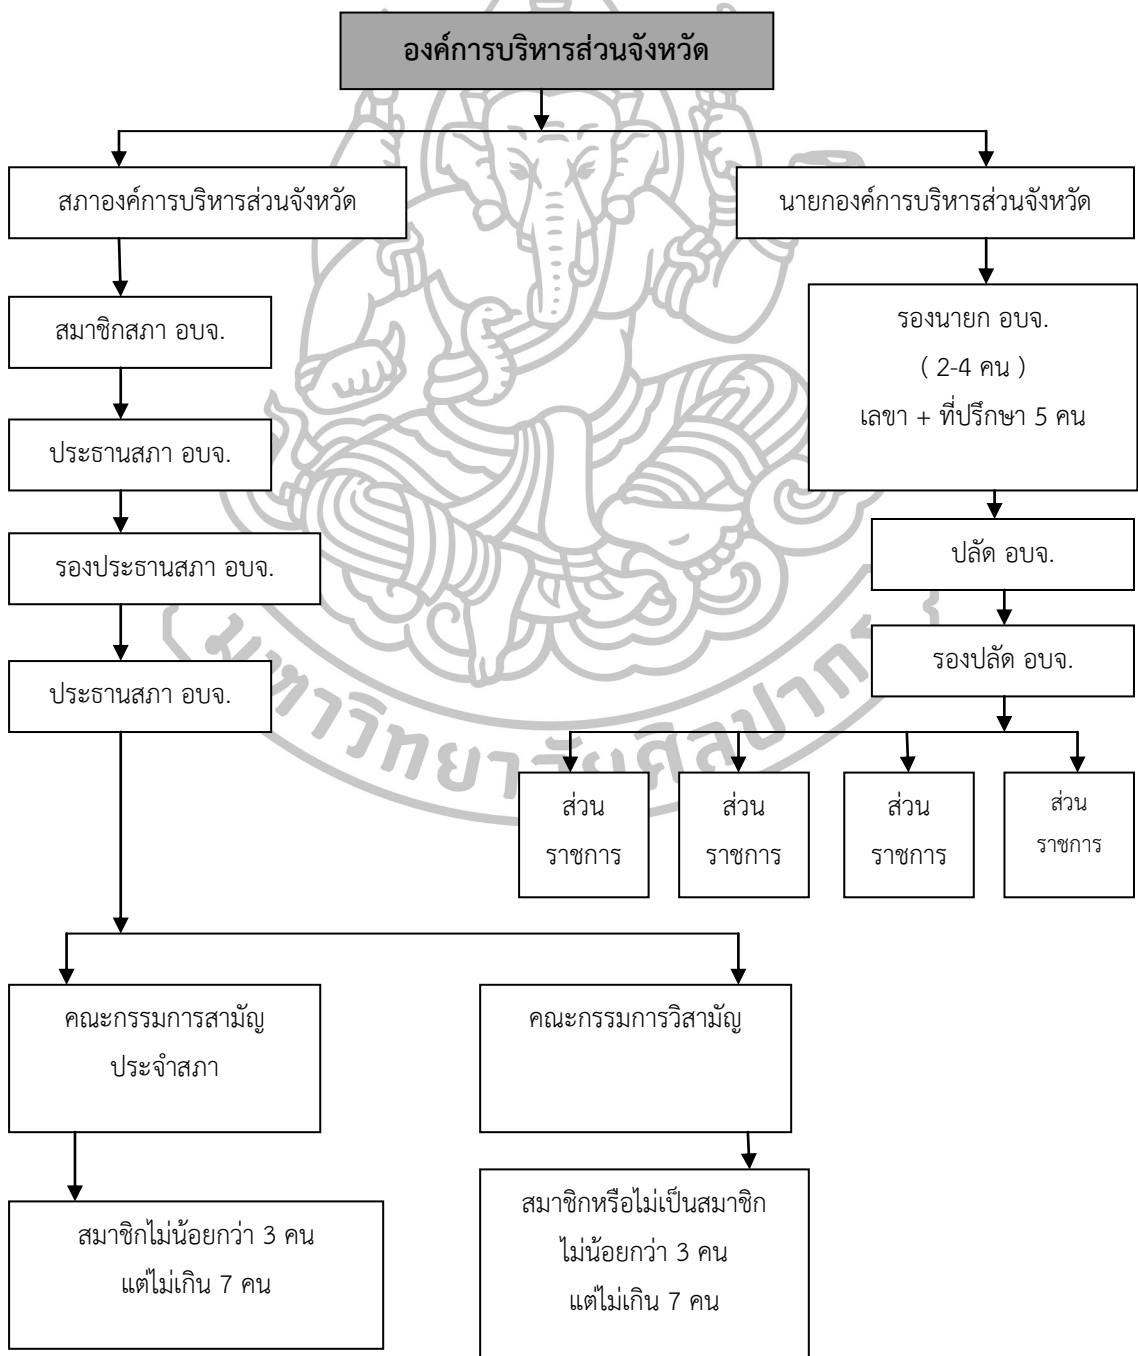 องค์การบริหารส่วนจังหวัด
สภาองค์การบริหารส่วนจังหวัด
นายกองค์การบริหารส่วนจังหวัด
สมาชิกสภา อบจ.
รองนายก อบจ.
( 2-4 คน )
เลขา + ที่ปรึกษา 5 คน
ประธานสภา อบจ.
รองประธานสภา อบจ.
ปลัด อบจ.
รองปลัด อบจ.
ประธานสภา อบจ.
มหาวิทยาลัยศิลปากร
ส่วน
ราชการ
ส่วน
ราชการ
ส่วน
ราชการ
ส่วน
ราชการ
คณะกรรมการสามัญ
ประจำสภา
คณะกรรมการวิสามัญ
สมาชิกไม่น้อยกว่า 3 คน
แต่ไม่เกิน 7 คน
สมาชิกหรือไม่เป็นสมาชิก
ไม่น้อยกว่า 3 คน
แต่ไม่เกิน 7 คน